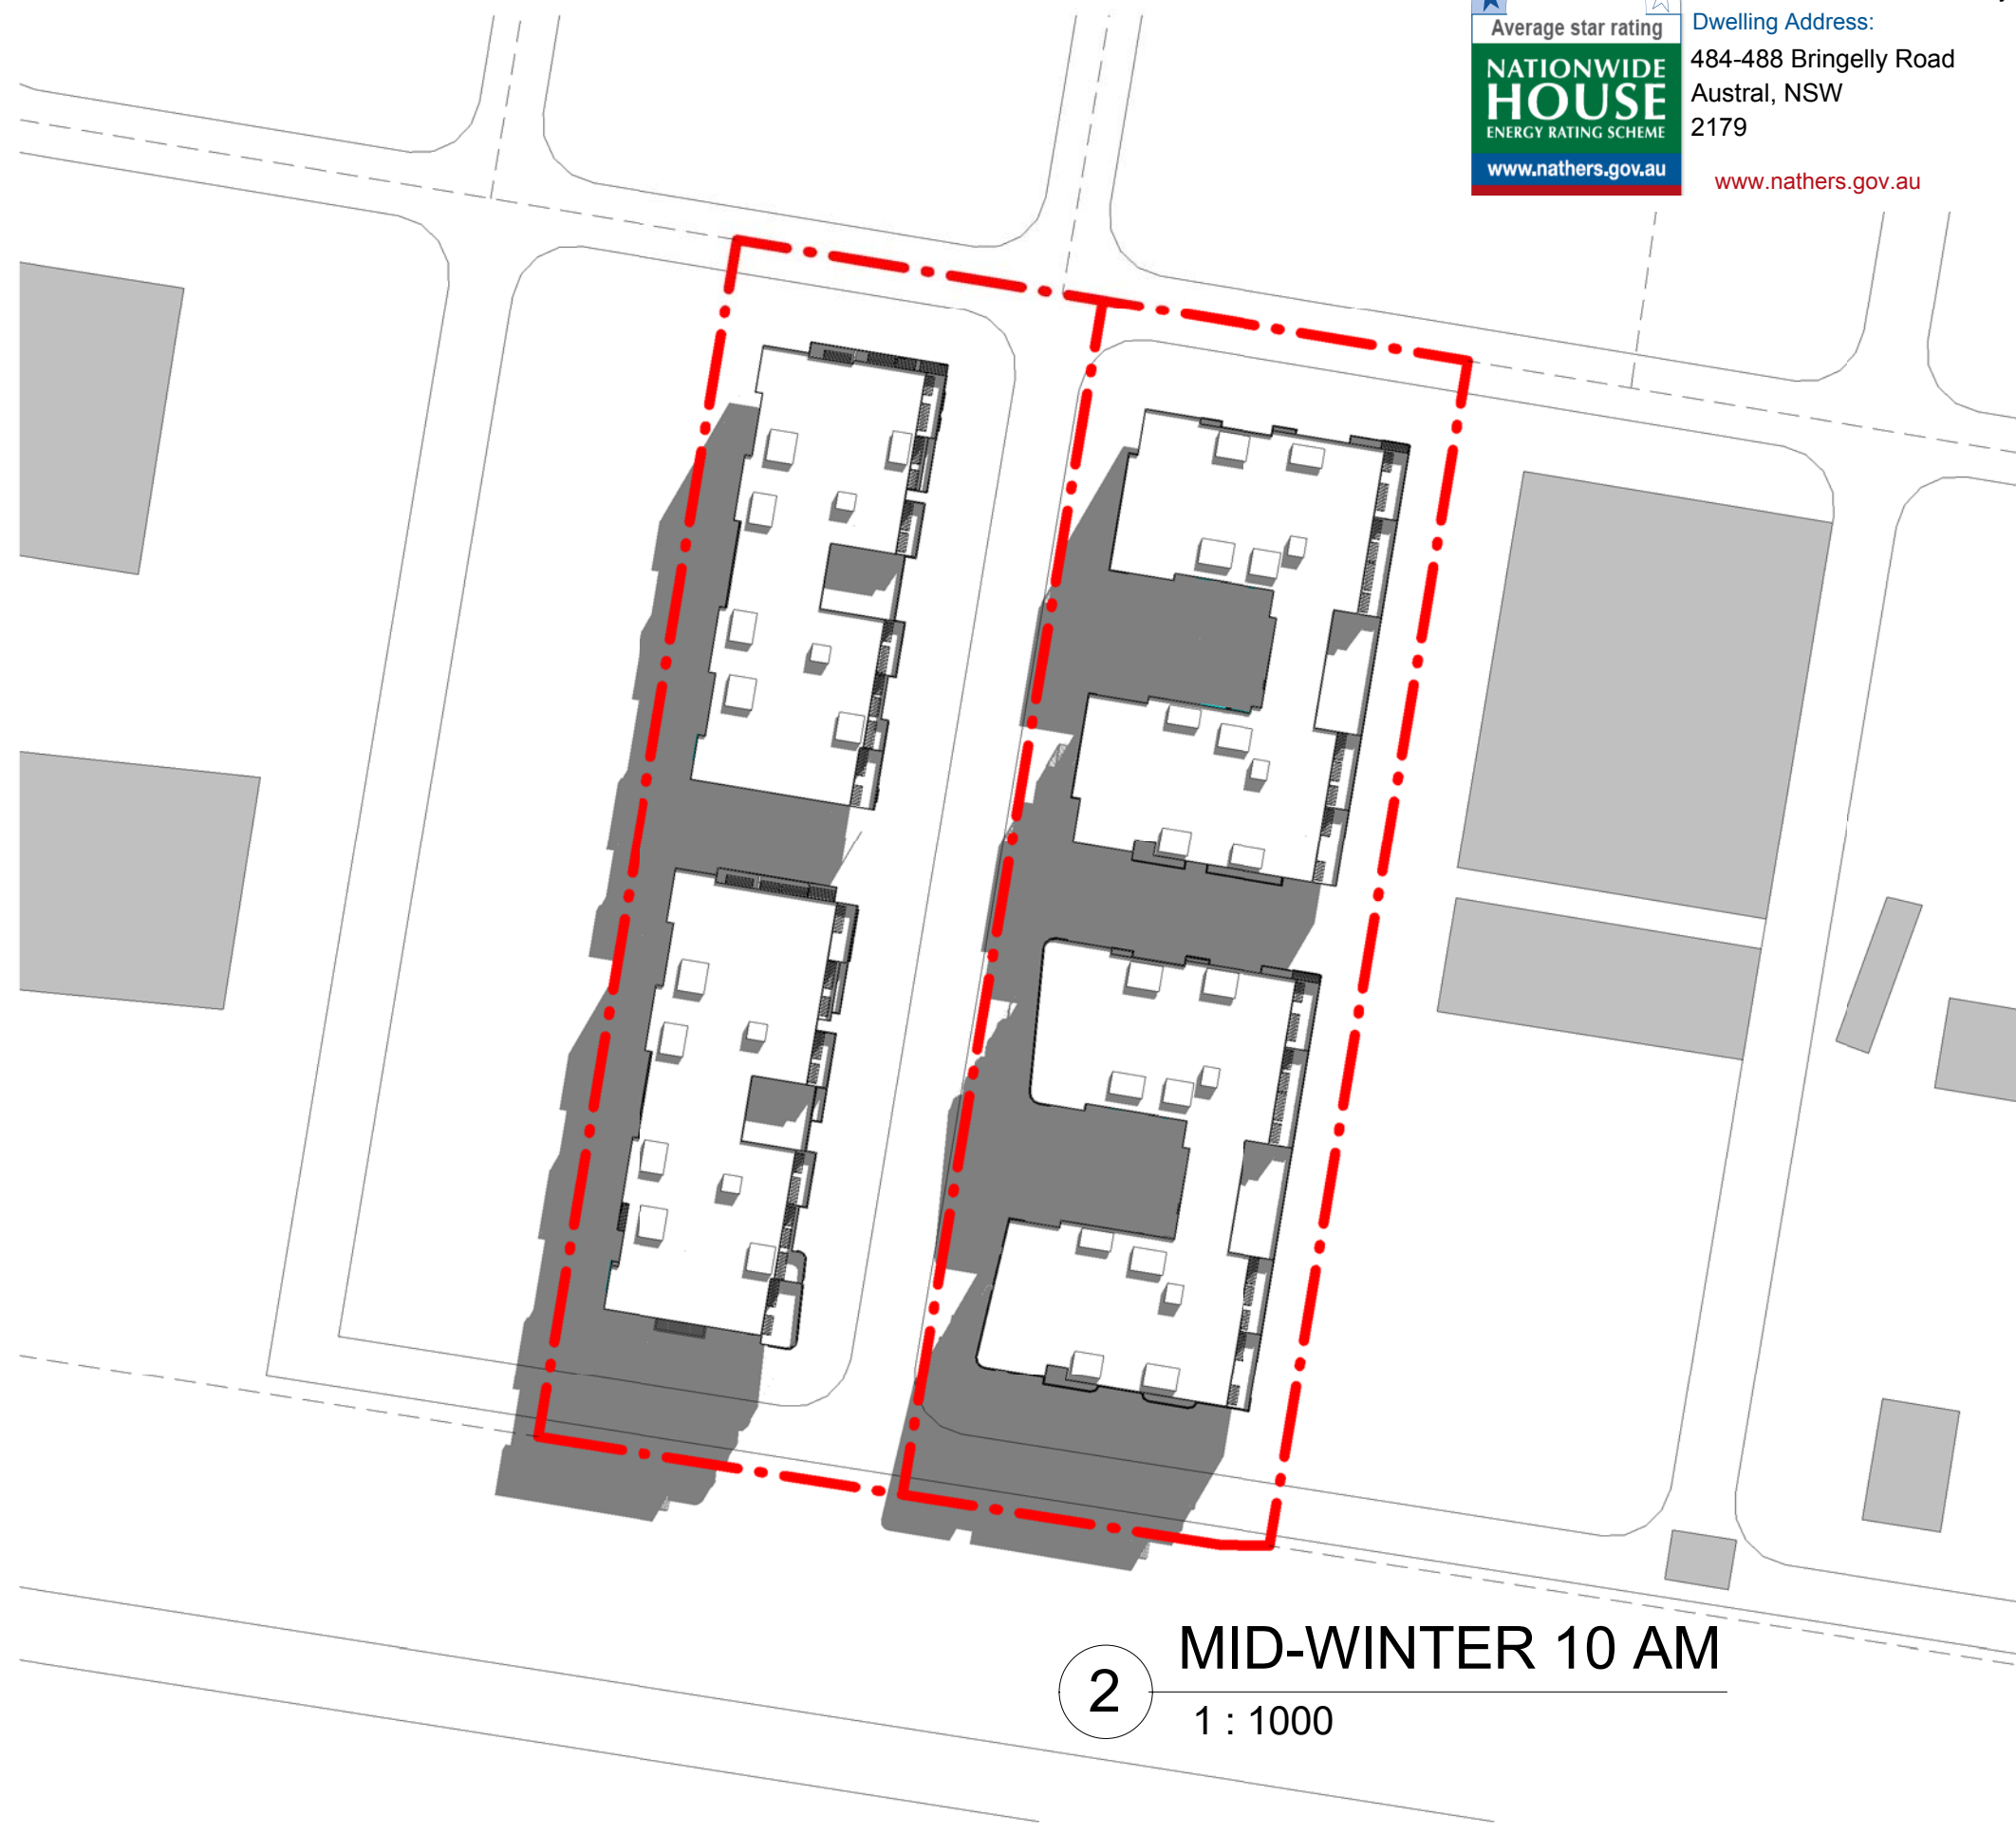 Average star rating
NATIONWIDE
HOUSE
ENERGY RATING SCHEME
www.nathers.gov.au
Dwelling Address:
484-488 Bringelly Road
Austral, NSW
2179
www.nathers.gov.au
2
MID-WINTER 10 AM
1 : 1000